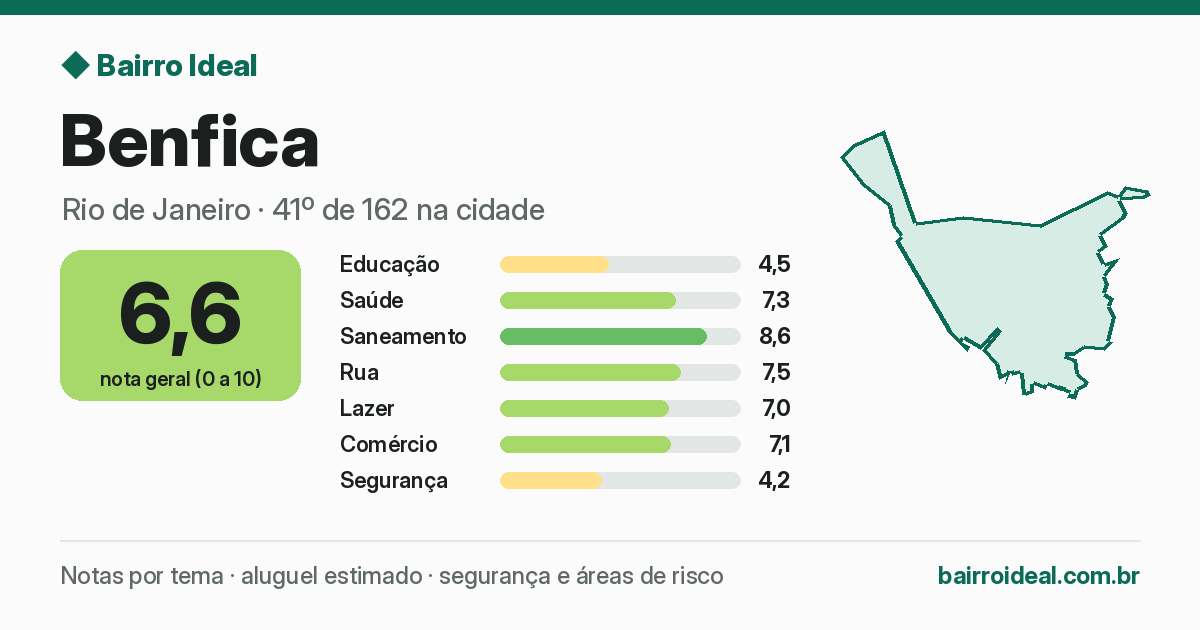 Bairro Ideal
Benfica
Rio de Janeiro · 41º de 162 na cidade
6,6
nota geral (0 a 10)
Educação 4,5
Saúde 7,3
Saneamento 8,6
Rua 7,5
Lazer 7,0
Comércio 7,1
Segurança 4,2
Notas por tema · aluguel estimado · segurança e áreas de risco
bairroideal.com.br